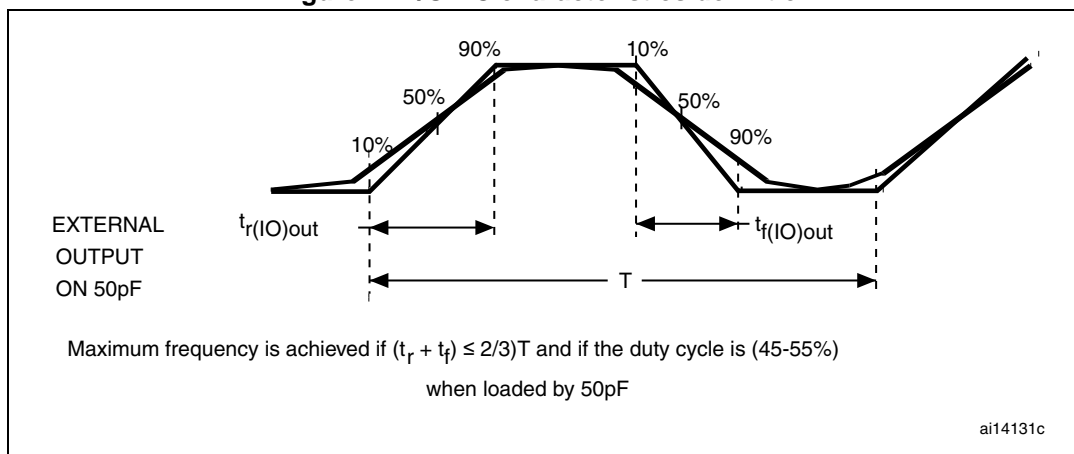 90%
10%
50%
50%
10%
90%
EXTERNAL
OUTPUT
ON 50pF
tr(IO)out
tf(IO)out
T
Maximum frequency is achieved if (tr + tf) ≤ 2/3)T and if the duty cycle is (45-55%)
when loaded by 50pF
ai14131c